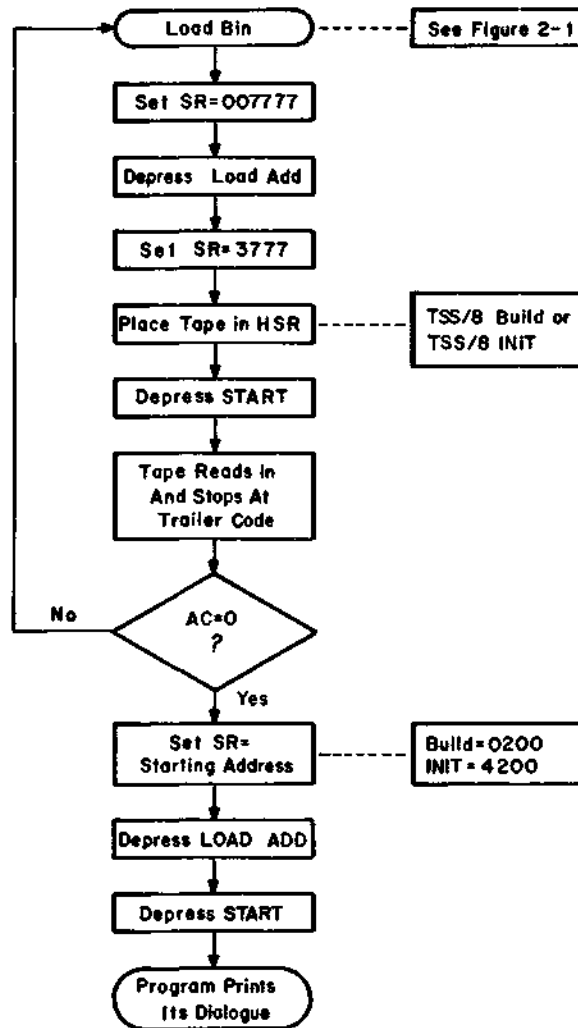 Load Bin
See Figure 2-1
Set SR=007777
Depress Load Add
Set SR=3777
Place Tape in HSR
TSS/8 Build or
TSS/8 INIT
Depress START
Tape Reads In
And Stops At
Trailer Code
No
AC=0
?
Yes
Set SR=
Starting Address
Build=0200
INIT=4200
Depress LOAD ADD
Depress START
Program Prints
Its Dialogue